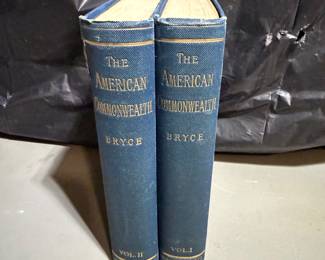 THE
AMERICAN
COMMONWEALTH
BRYCE
VOL. II
THE
AMERICAN
COMMONWEALTH
BRYCE
VOL. I